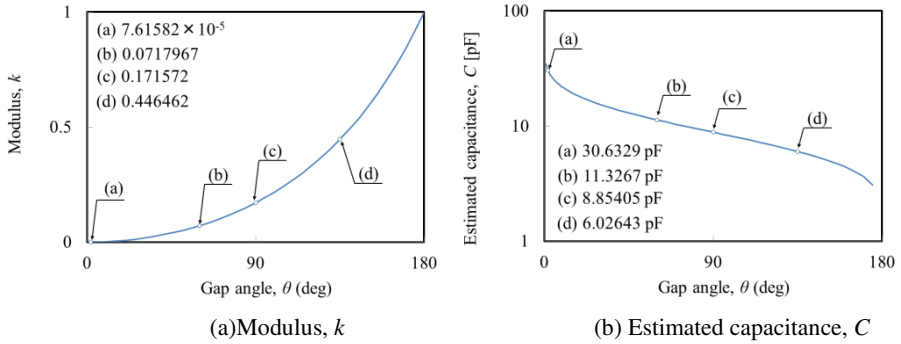 1
0.5
0
Modulus, k
(a) 7.61582 × 10⁻⁵
(b) 0.0717967
(c) 0.171572
(d) 0.446462
(a)
(b)
(c)
(d)
0
90
180
Gap angle, θ (deg)
(a)Modulus, k
100
10
1
Estimated capacitance, C [pF]
(a)
(b)
(c)
(d)
(a) 30.6329 pF
(b) 11.3267 pF
(c) 8.85405 pF
(d) 6.02643 pF
0
90
180
Gap angle, θ (deg)
(b) Estimated capacitance, C